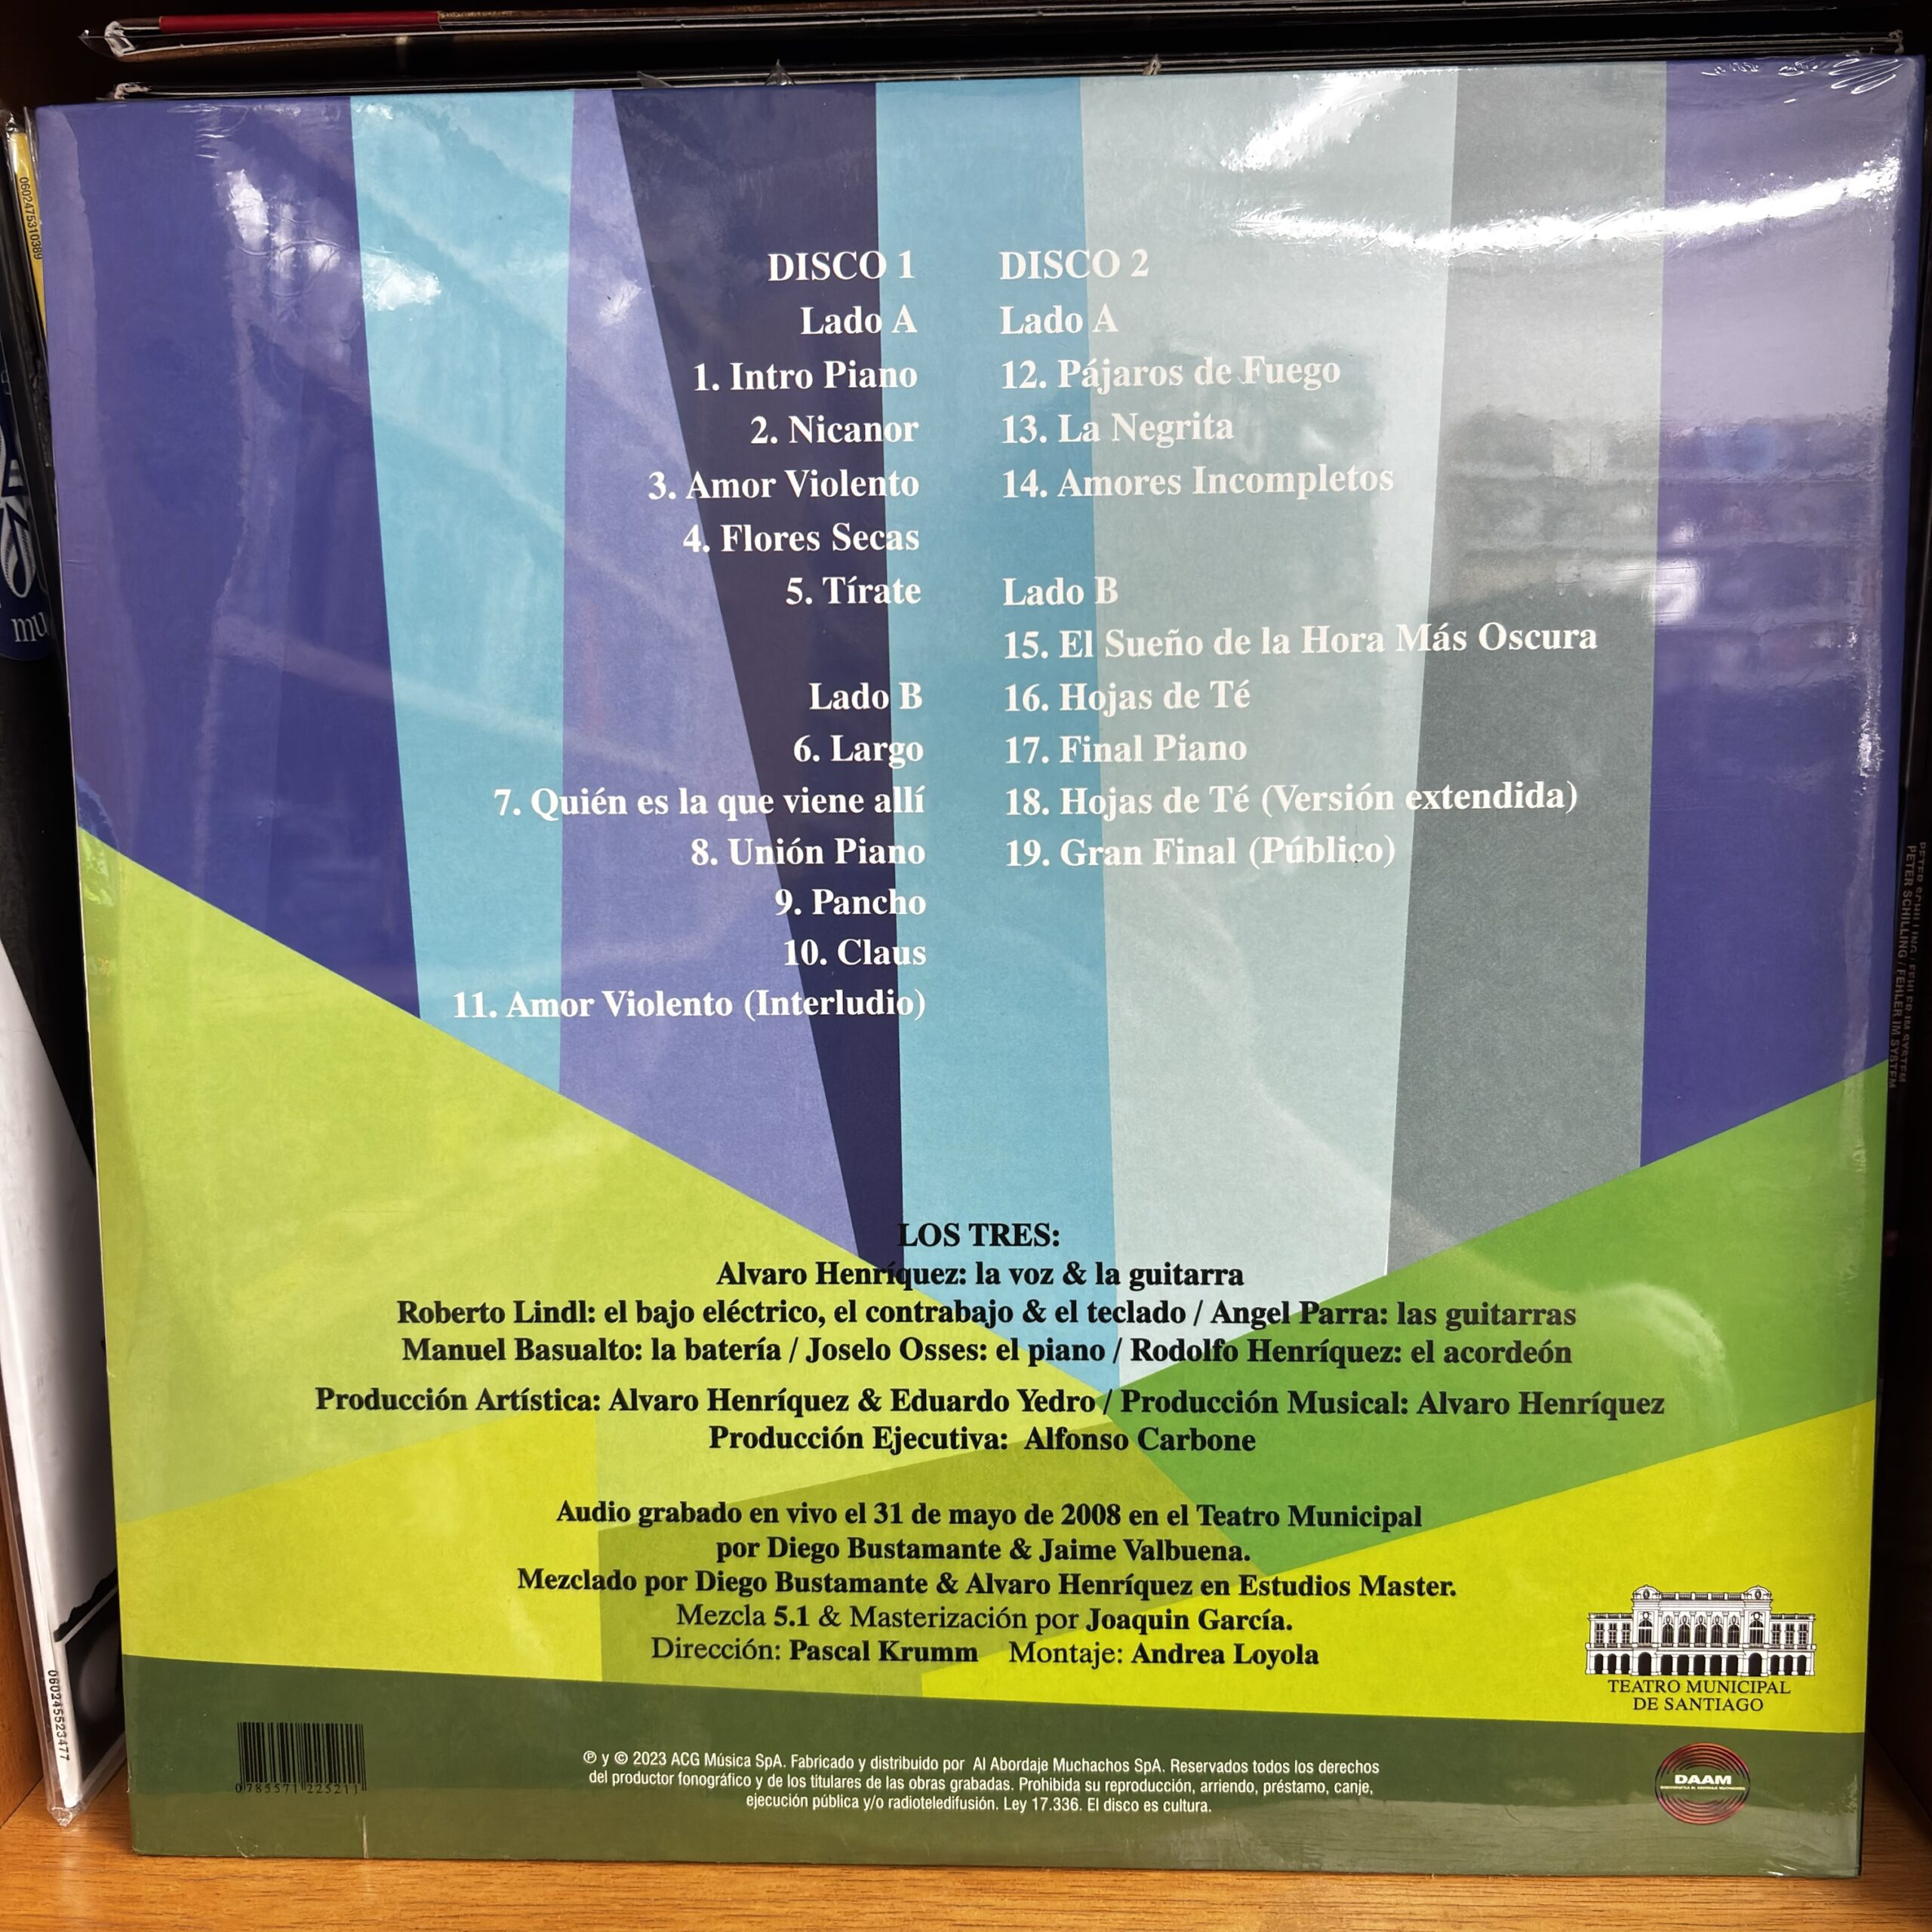 DISCO 1
Lado A
1. Intro Piano
2. Nicanor
3. Amor Violento
4. Flores Secas
5. Tírate
Lado B
6. Largo
7. Quién es la que viene allí
8. Unión Piano
9. Pancho
10. Claus
11. Amor Violento (Interludio)
DISCO 2
Lado A
12. Pájaros de Fuego
13. La Negrita
14. Amores Incompletos
Lado B
15. El Sueño de la Hora Más Oscura
16. Hojas de Té
17. Final Piano
18. Hojas de Té (Versión extendida)
19. Gran Final (Público)
LOS TRES:
Alvaro Henríquez: la voz & la guitarra
Roberto Lindl: el bajo eléctrico, el contrabajo & el teclado / Angel Parra: las guitarras
Manuel Basualto: la batería / Joselo Osses: el piano / Rodolfo Henríquez: el acordeón
Producción Artística: Alvaro Henríquez & Eduardo Yedro / Producción Musical: Alvaro Henríquez
Producción Ejecutiva: Alfonso Carbone
Audio grabado en vivo el 31 de mayo de 2008 en el Teatro Municipal
por Diego Bustamante & Jaime Valbuena.
Mezclado por Diego Bustamante & Alvaro Henríquez en Estudios Master.
Mezcla 5.1 & Masterización por Joaquin García.
Dirección: Pascal Krumm Montaje: Andrea Loyola
TEATRO MUNICIPAL
DE SANTIAGO
0 785571 225211
℗ y © 2023 ACG Música SpA. Fabricado y distribuido por Al Abordaje Muchachos SpA. Reservados todos los derechos
del productor fonográfico y de los titulares de las obras grabadas. Prohibida su reproducción, arriendo, préstamo, canje,
ejecución pública y/o radioteledifusión. Ley 17.336. El disco es cultura.
DAAM
0602475310389
mu
0602455523477
PETER SCHILLING / FEHLER IM SYSTEM
PETER SCHILLING / FEHLER IM SYSTEM